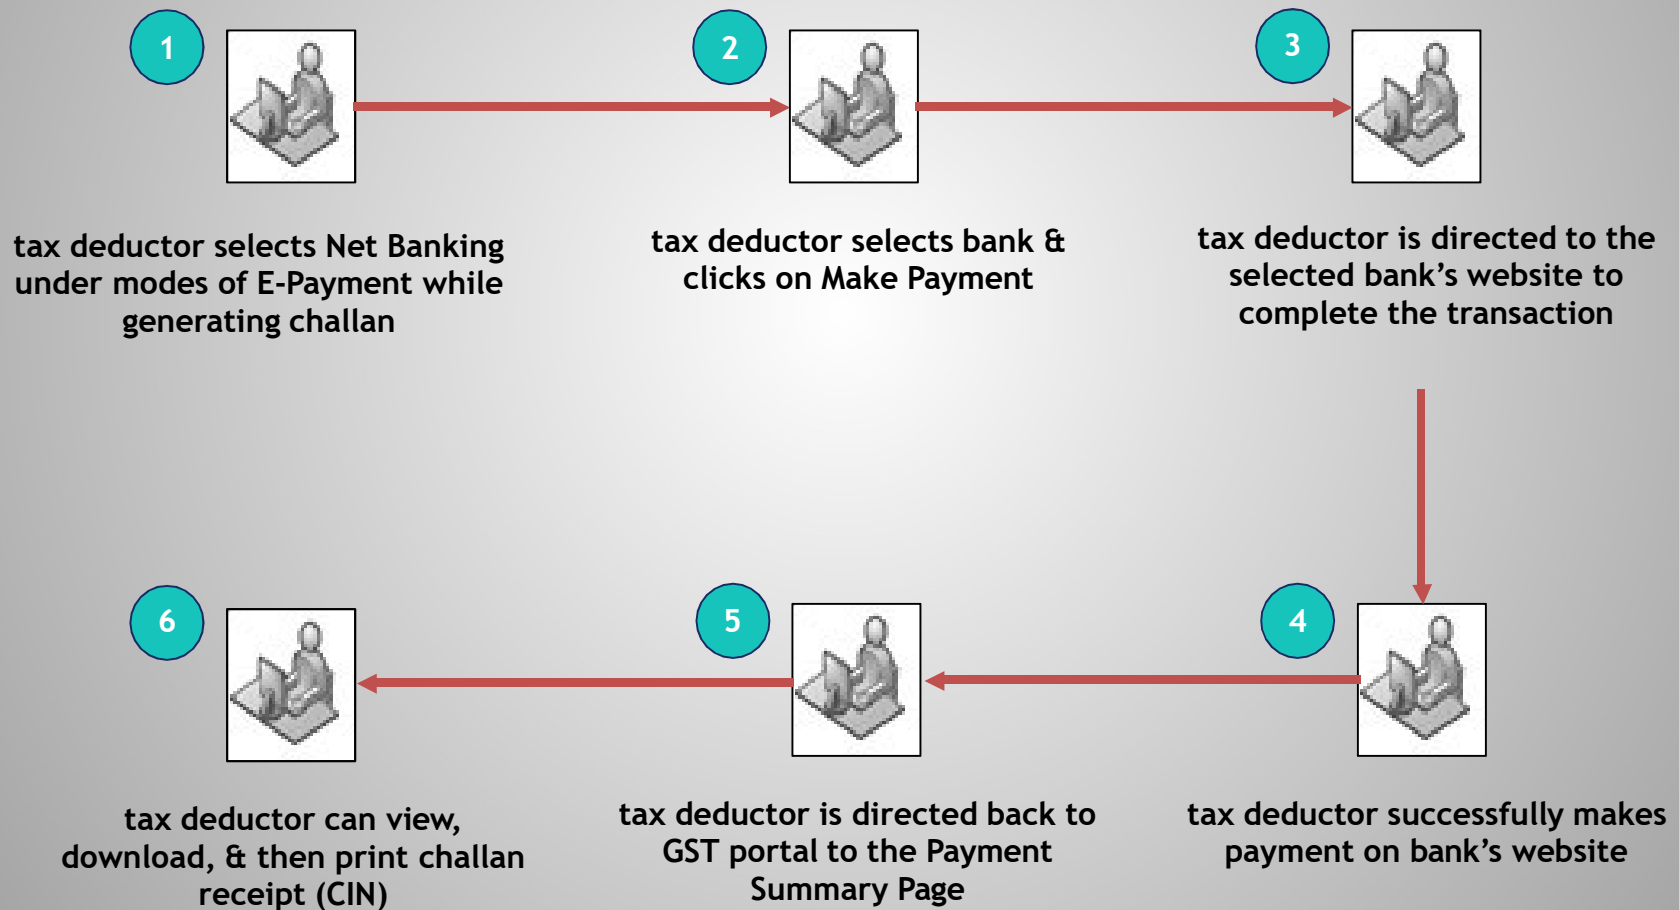 1
tax deductor selects Net Banking
under modes of E-Payment while
generating challan
2
tax deductor selects bank &
clicks on Make Payment
3
tax deductor is directed to the
selected bank’s website to
complete the transaction
4
tax deductor successfully makes
payment on bank’s website
5
tax deductor is directed back to
GST portal to the Payment
Summary Page
6
tax deductor can view,
download, & then print challan
receipt (CIN)